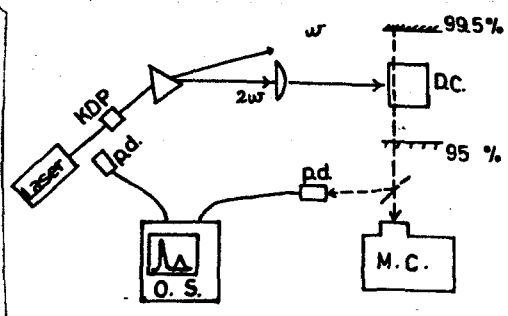 ω
99.5%
KDP
2ω
D.C.
Laser
p.d.
p.d.
95 %
O. S.
M. C.